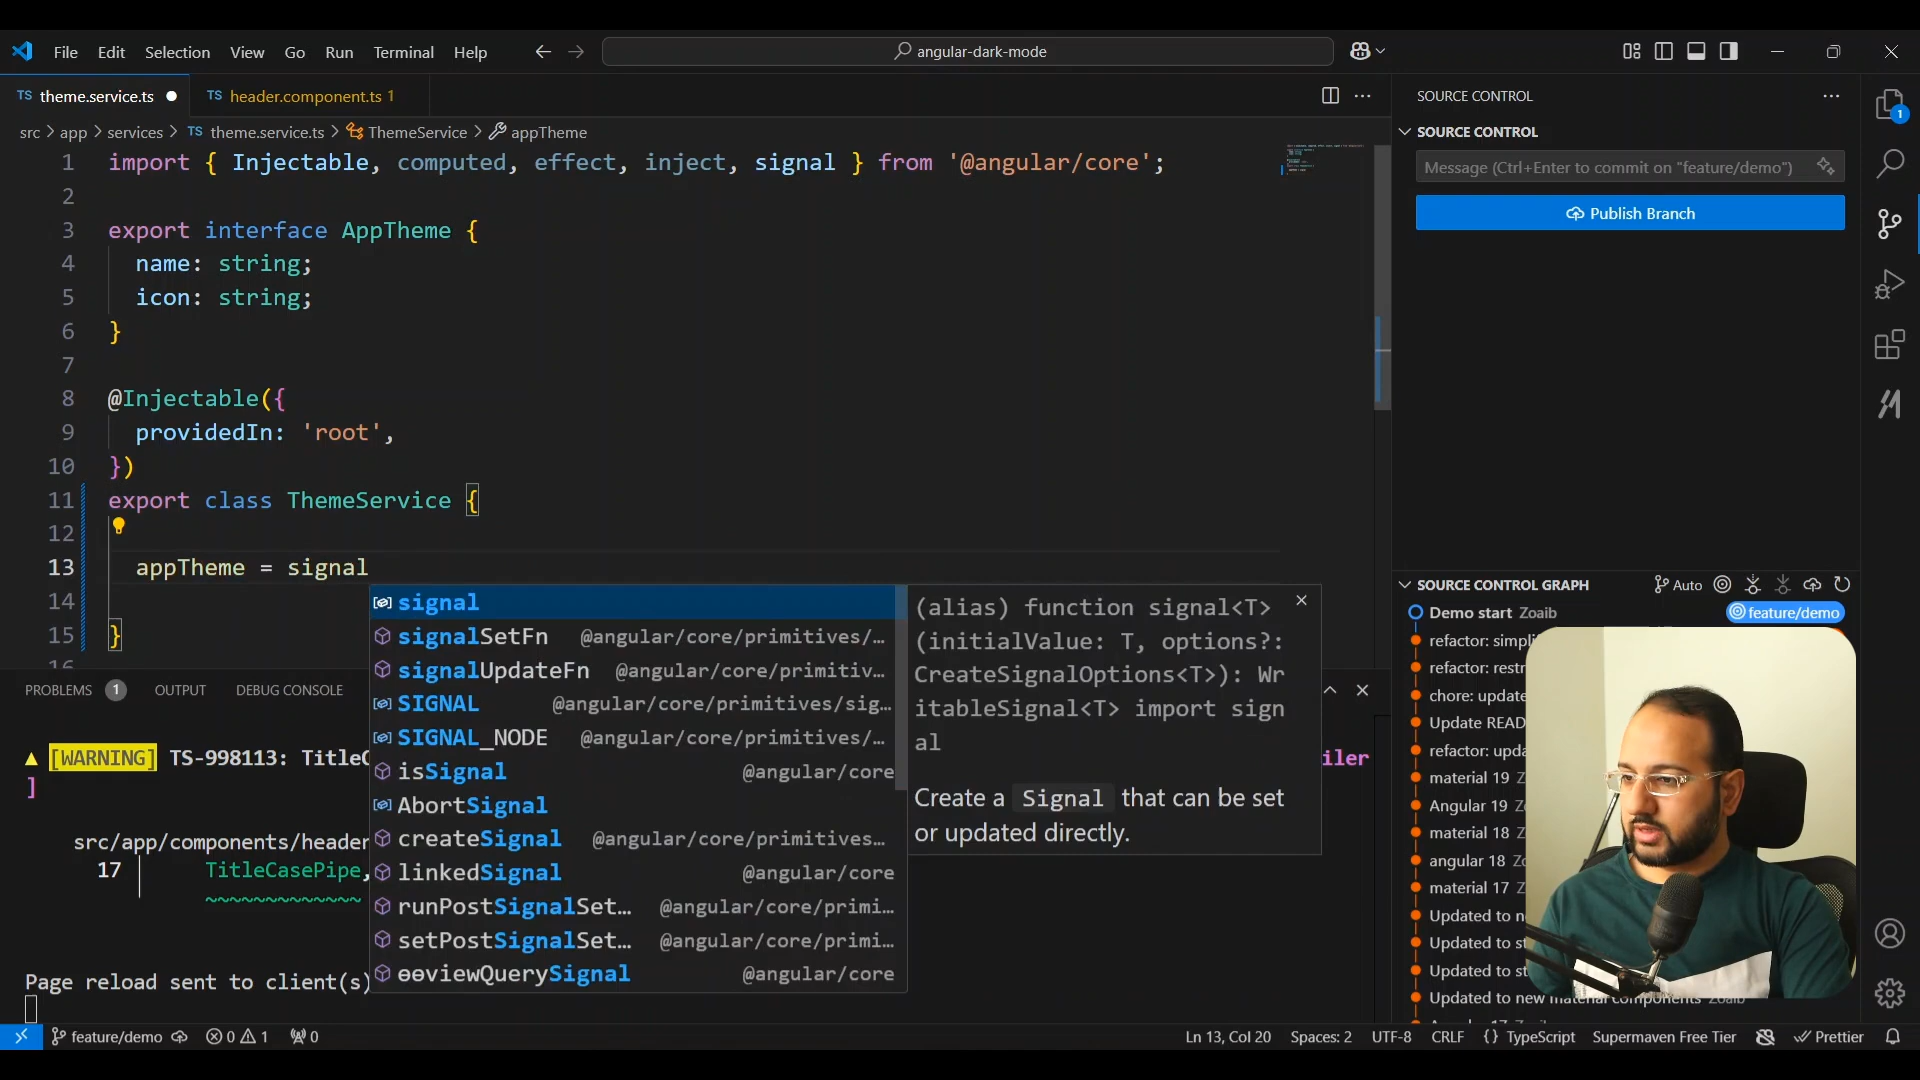 File Edit Selection View Go Run Terminal Help
angular-dark-mode
TS theme.service.ts
TS header.component.ts 1
src > app > services > TS theme.service.ts > ThemeService > appTheme
1 import { Injectable, computed, effect, inject, signal } from '@angular/core';
2
3 export interface AppTheme {
4 name: string;
5 icon: string;
6 }
7
8 @Injectable({
9 providedIn: 'root',
10 })
11 export class ThemeService {
12
13 appTheme = signal
14
15 }
16
signal
signalSetFn @angular/core/primitives/…
signalUpdateFn @angular/core/primitiv…
SIGNAL @angular/core/primitives/sig…
SIGNAL_NODE @angular/core/primitives/…
isSignal @angular/core
AbortSignal
createSignal @angular/core/primitives…
linkedSignal @angular/core
runPostSignalSet… @angular/core/primi…
setPostSignalSet… @angular/core/primi…
ɵɵviewQuerySignal @angular/core
(alias) function signal<T>
(initialValue: T, options?:
CreateSignalOptions<T>): Wr
itableSignal<T> import sign
al
Create a Signal that can be set
or updated directly.
PROBLEMS 1 OUTPUT DEBUG CONSOLE
▲ [WARNING] TS-998113: TitleC
iler
]
src/app/components/header
17 │ TitleCasePipe,
~~~~~~~~~~~~~
Page reload sent to client(s)
SOURCE CONTROL
SOURCE CONTROL
Message (Ctrl+Enter to commit on "feature/demo")
Publish Branch
1
SOURCE CONTROL GRAPH Auto
Demo start Zoaib feature/demo
refactor: simplif
refactor: restr
chore: update
Update READ
refactor: upda
material 19 Z
Angular 19 Zo
material 18 Z
angular 18 Zo
material 17 Z
Updated to n
Updated to st
Updated to st
Updated to new material components Zoaib
feature/demo 0 1 0
Ln 13, Col 20 Spaces: 2 UTF-8 CRLF {} TypeScript Supermaven Free Tier Prettier